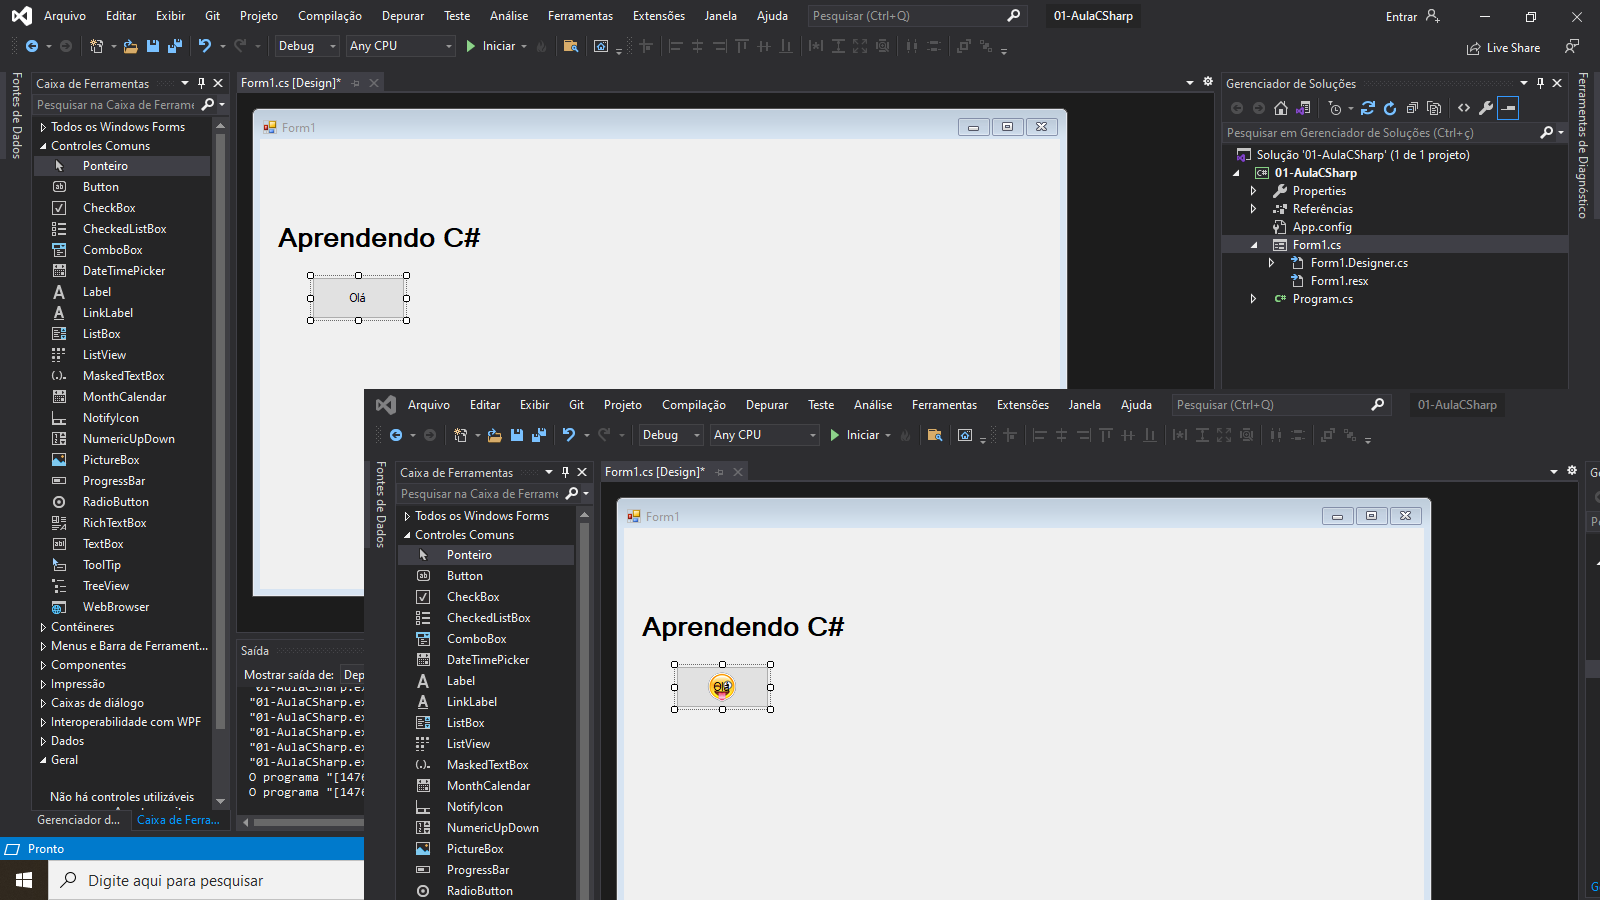 Arquivo Editar Exibir Git Projeto Compilação Depurar Teste Análise Ferramentas Extensões Janela Ajuda Pesquisar (Ctrl+Q) 01-AulaCSharp Entrar
Debug Any CPU Iniciar Live Share
Fontes de Dados
Caixa de Ferramentas
Pesquisar na Caixa de Ferrame
Todos os Windows Forms
Controles Comuns
Ponteiro
Button
CheckBox
CheckedListBox
ComboBox
DateTimePicker
Label
LinkLabel
ListBox
ListView
MaskedTextBox
MonthCalendar
NotifyIcon
NumericUpDown
PictureBox
ProgressBar
RadioButton
RichTextBox
TextBox
ToolTip
TreeView
WebBrowser
Contêineres
Menus e Barra de Ferrament...
Componentes
Impressão
Caixas de diálogo
Interoperabilidade com WPF
Dados
Geral
Não há controles utilizáveis
Gerenciador d... Caixa de Ferra...
Pronto
Digite aqui para pesquisar
Form1.cs [Design]*
Form1
Aprendendo C#
Olá
Saída
Mostrar saída de: Dep
"01-AulaCSharp.ex
"01-AulaCSharp.ex
"01-AulaCSharp.ex
"01-AulaCSharp.ex
"01-AulaCSharp.ex
"01-AulaCSharp.ex
O programa "[1476
O programa "[1476
Gerenciador de Soluções
Pesquisar em Gerenciador de Soluções (Ctrl+ç)
Solução '01-AulaCSharp' (1 de 1 projeto)
01-AulaCSharp
Properties
Referências
App.config
Form1.cs
Form1.Designer.cs
Form1.resx
Program.cs
Ferramentas de Diagnóstico
Arquivo Editar Exibir Git Projeto Compilação Depurar Teste Análise Ferramentas Extensões Janela Ajuda Pesquisar (Ctrl+Q) 01-AulaCSharp
Debug Any CPU Iniciar
Fontes de Dados
Caixa de Ferramentas
Pesquisar na Caixa de Ferrame
Todos os Windows Forms
Controles Comuns
Ponteiro
Button
CheckBox
CheckedListBox
ComboBox
DateTimePicker
Label
LinkLabel
ListBox
ListView
MaskedTextBox
MonthCalendar
NotifyIcon
NumericUpDown
PictureBox
ProgressBar
RadioButton
Form1.cs [Design]*
Form1
Aprendendo C#
Olá